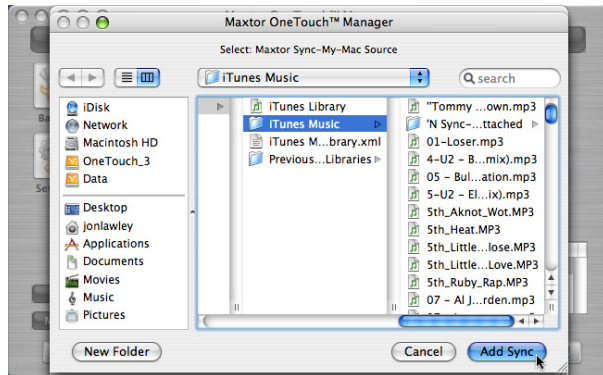 Maxtor OneTouch™ Manager
Select: Maxtor Sync-My-Mac Source
iTunes Music
search
iDisk
Network
Macintosh HD
OneTouch_3
Data
Desktop
jonlawley
Applications
Documents
Movies
Music
Pictures
iTunes Library
iTunes Music
iTunes M...brary.xml
Previous...Libraries
"Tommy ...own.mp3
'N Sync-...ttached
01-Loser.mp3
4-U2 - B...mix).mp3
05 - Bul...ation.mp3
5-U2 - El...ix).mp3
5th_Aknot_Wot.MP3
5th_Heat.MP3
5th_Little...lose.MP3
5th_Little...Love.MP3
5th_Ruby_Rap.MP3
07 - Al J...rden.mp3
New Folder
Cancel
Add Sync